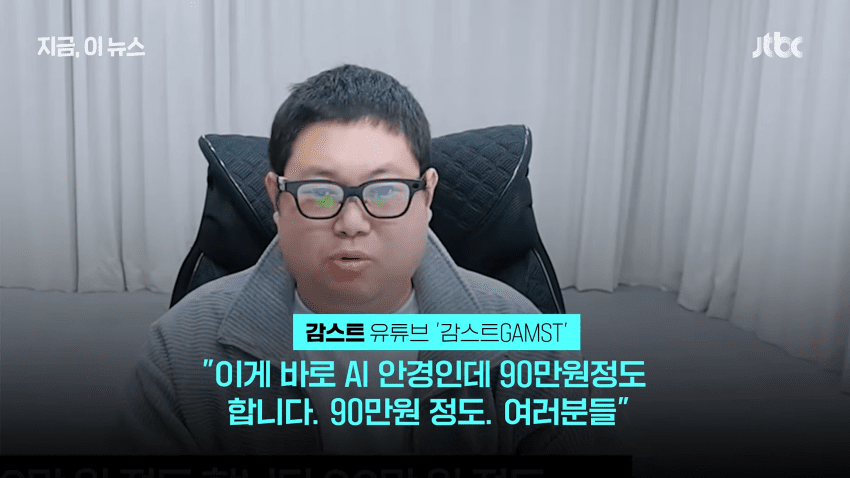 지금, 이 뉴스
jtbc
감스트 유튜브 '감스트GAMST'
"이게 바로 AI 안경인데 90만원정도
합니다. 90만원 정도. 여러분들"